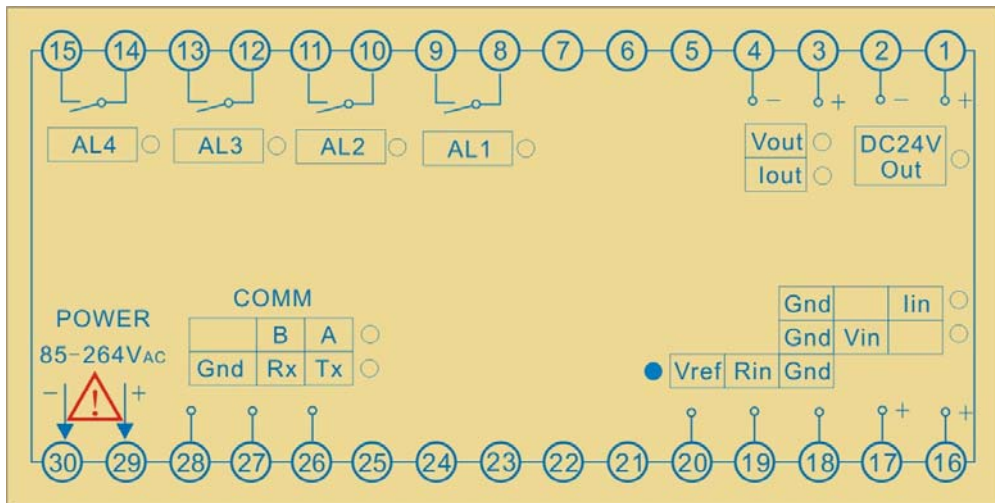 15 14 13 12 11 10 9 8 7 6 5 4 3 2 1
− + − +
AL4 AL3 AL2 AL1
Vout
Iout
DC24V
Out
POWER
85-264VAC
− ! +
COMM
B A
Gnd Rx Tx
Gnd Iin
Gnd Vin
Vref Rin Gnd
+ +
30 29 28 27 26 25 24 23 22 21 20 19 18 17 16